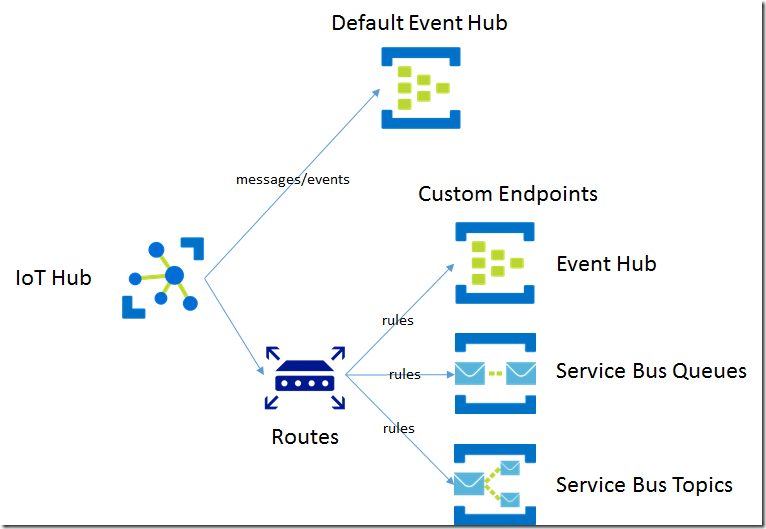 Default Event Hub
messages/events
Custom Endpoints
IoT Hub
Event Hub
rules
rules
Service Bus Queues
rules
Routes
Service Bus Topics